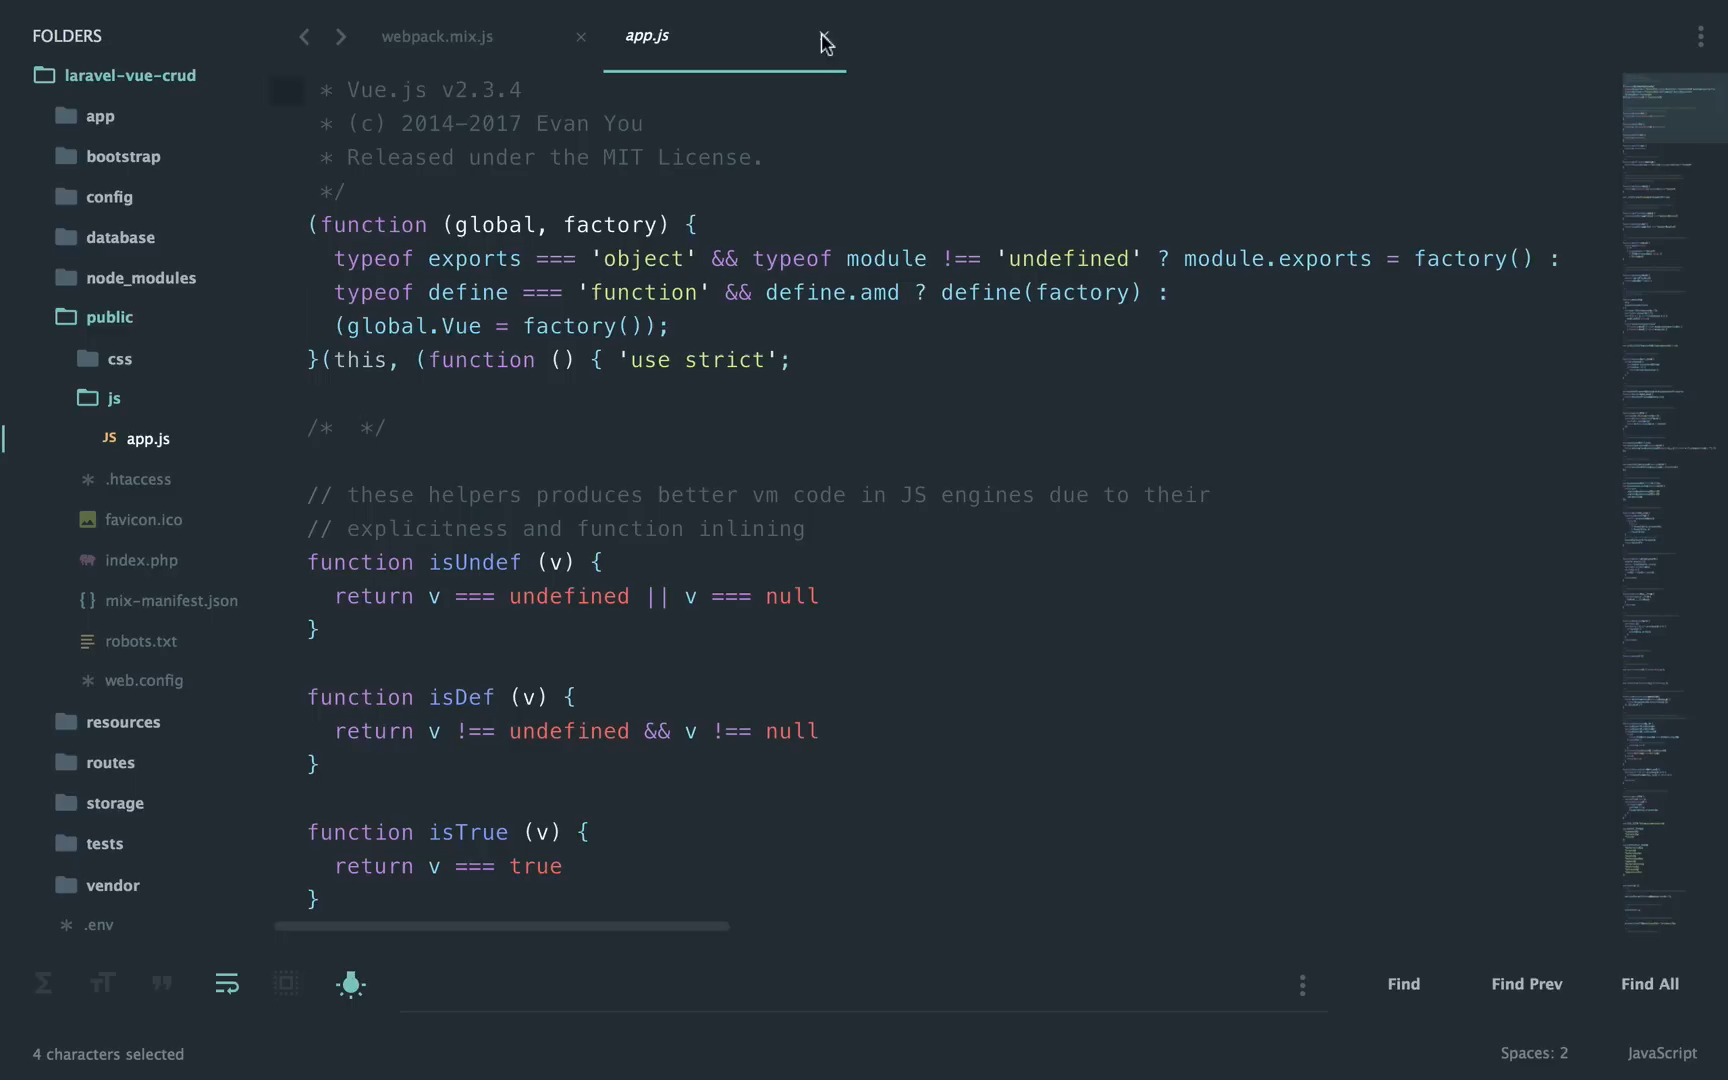 FOLDERS
laravel-vue-crud
app
bootstrap
config
database
node_modules
public
css
js
JS app.js
* .htaccess
favicon.ico
index.php
{} mix-manifest.json
robots.txt
* web.config
resources
routes
storage
tests
vendor
* .env
webpack.mix.js ×
app.js
* Vue.js v2.3.4
* (c) 2014-2017 Evan You
* Released under the MIT License.
*/
(function (global, factory) {
typeof exports === 'object' && typeof module !== 'undefined' ? module.exports = factory() :
typeof define === 'function' && define.amd ? define(factory) :
(global.Vue = factory());
}(this, (function () { 'use strict';
/*  */
// these helpers produces better vm code in JS engines due to their
// explicitness and function inlining
function isUndef (v) {
return v === undefined || v === null
}
function isDef (v) {
return v !== undefined && v !== null
}
function isTrue (v) {
return v === true
}
Find
Find Prev
Find All
4 characters selected
Spaces: 2
JavaScript